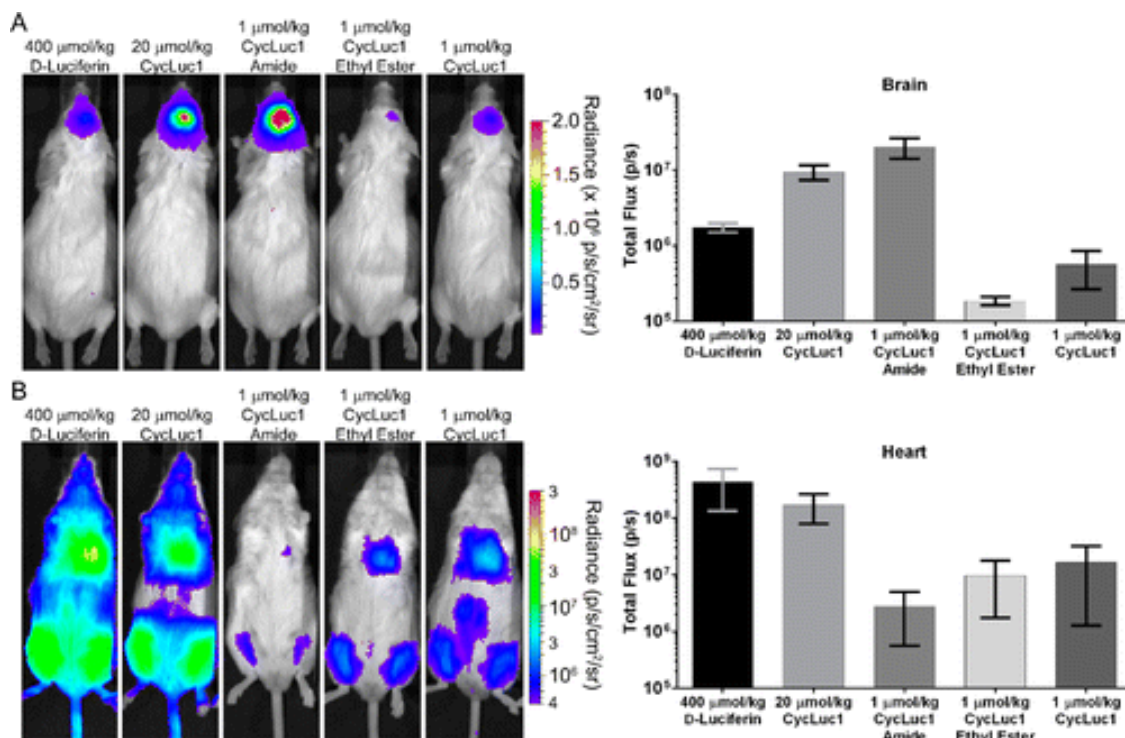 A
400 μmol/kg
D-Luciferin
20 μmol/kg
CycLuc1
1 μmol/kg
CycLuc1
Amide
1 μmol/kg
CycLuc1
Ethyl Ester
1 μmol/kg
CycLuc1
2.0
1.5
1.0
0.5
Radiance (x 10⁶ p/s/cm²/sr)
Brain
Total Flux (p/s)
10⁸
10⁷
10⁶
10⁵
400 μmol/kg
D-Luciferin
20 μmol/kg
CycLuc1
1 μmol/kg
CycLuc1
Amide
1 μmol/kg
CycLuc1
Ethyl Ester
1 μmol/kg
CycLuc1
B
400 μmol/kg
D-Luciferin
20 μmol/kg
CycLuc1
1 μmol/kg
CycLuc1
Amide
1 μmol/kg
CycLuc1
Ethyl Ester
1 μmol/kg
CycLuc1
3
10⁸
3
10⁷
3
10⁶
4
Radiance (p/s/cm²/sr)
Heart
Total Flux (p/s)
10⁹
10⁸
10⁷
10⁶
10⁵
400 μmol/kg
D-Luciferin
20 μmol/kg
CycLuc1
1 μmol/kg
CycLuc1
Amide
1 μmol/kg
CycLuc1
Ethyl Ester
1 μmol/kg
CycLuc1